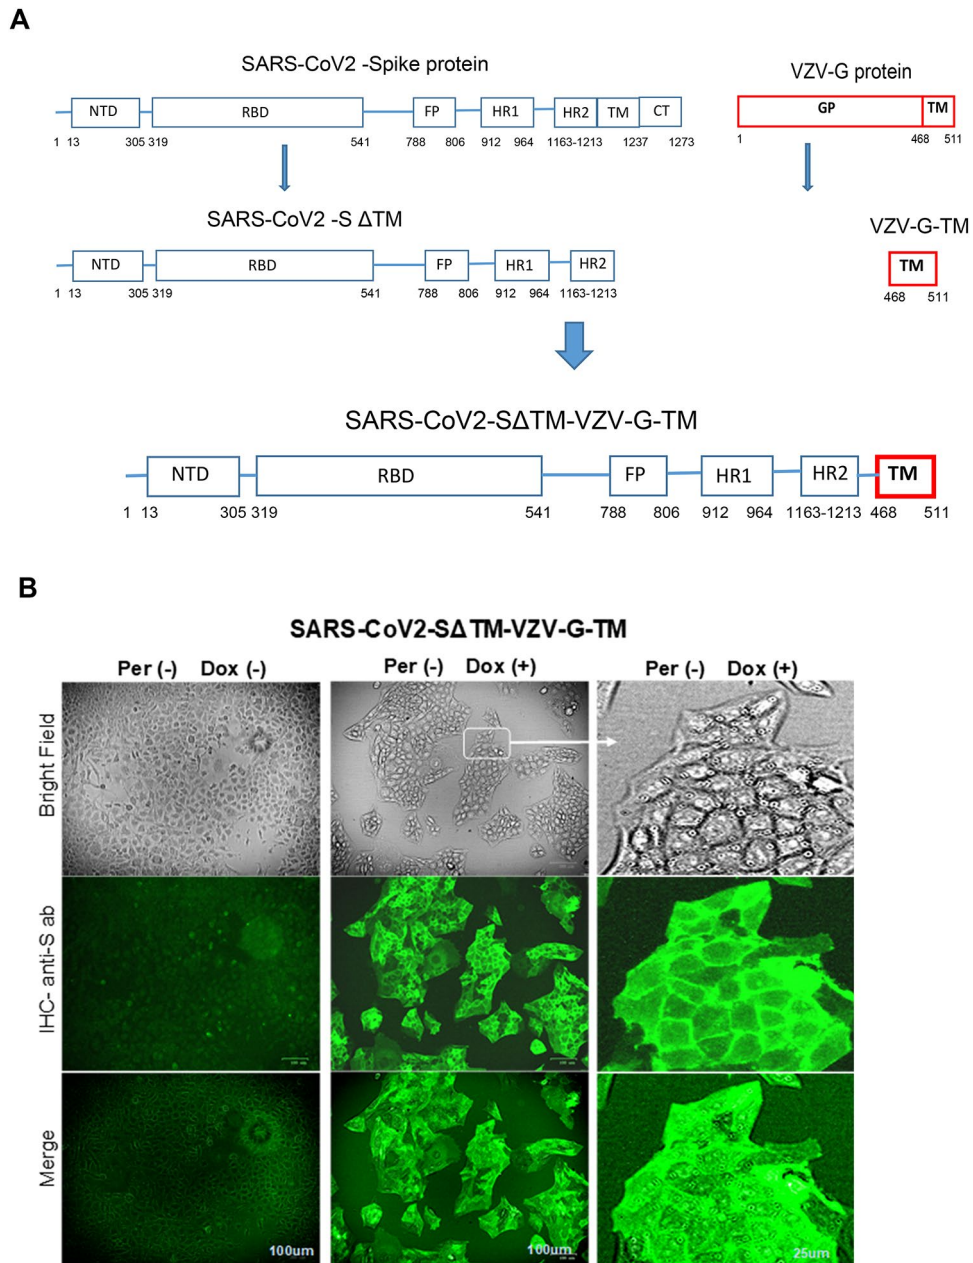 A
SARS-CoV2 -Spike protein
VZV-G protein
NTD RBD FP HR1 HR2 TM CT
GP TM
1 13 305 319 541 788 806 912 964 1163-1213 1237 1273
1 468 511
SARS-CoV2 -S ΔTM
VZV-G-TM
NTD RBD FP HR1 HR2
TM
1 13 305 319 541 788 806 912 964 1163-1213
468 511
SARS-CoV2-SΔTM-VZV-G-TM
NTD RBD FP HR1 HR2 TM
1 13 305 319 541 788 806 912 964 1163-1213 468 511
B
SARS-CoV2-SΔTM-VZV-G-TM
Per (-) Dox (-) Per (-) Dox (+) Per (-) Dox (+)
Bright Field
IHC- anti-S ab
Merge
100um 100um 25um